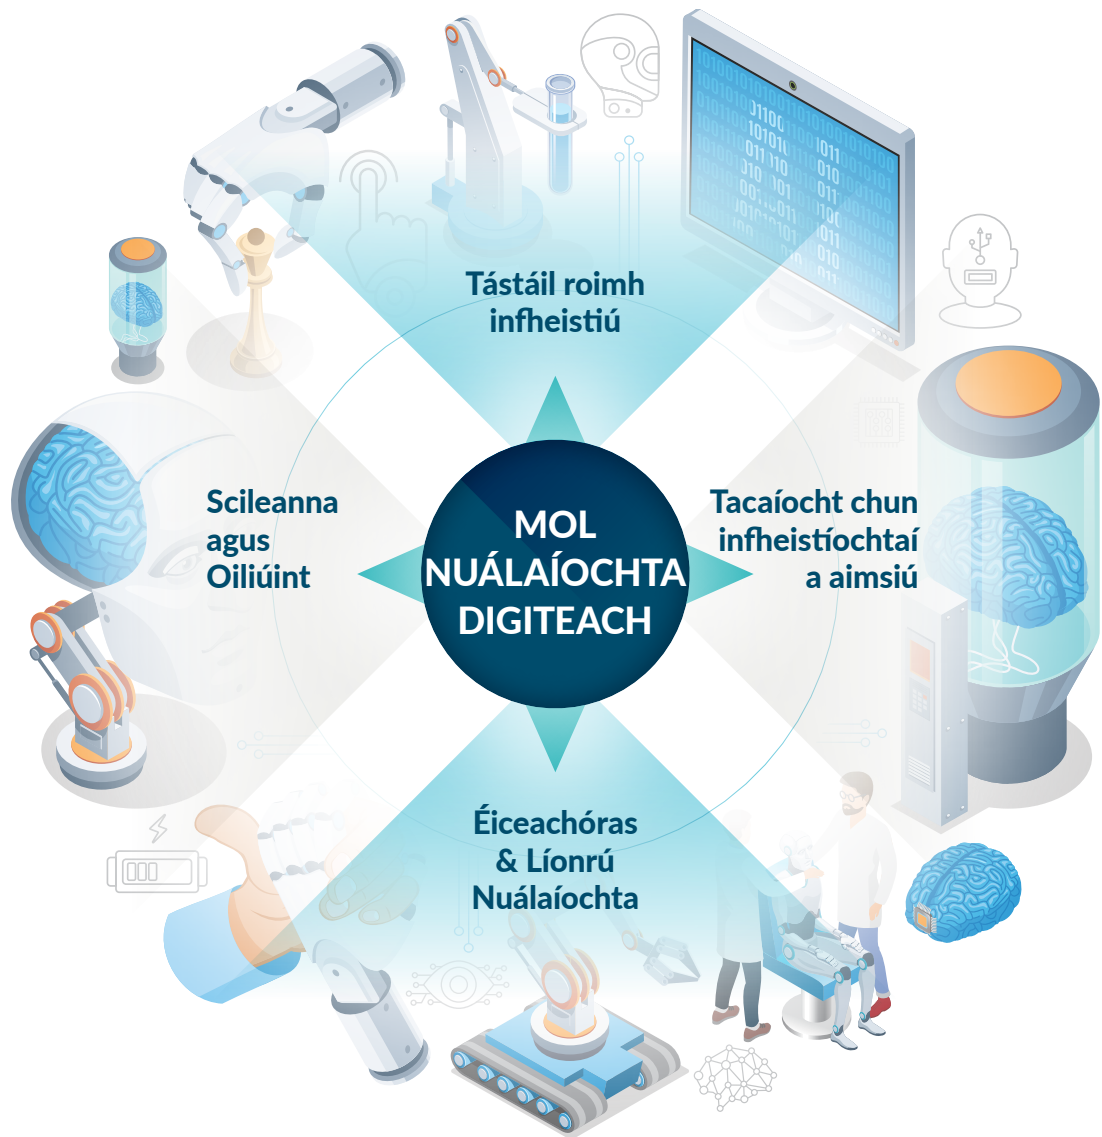 Tástáil roimh
infheistiú
Scileanna
agus
Oiliúint
MOL
NUÁLAÍOCHTA
DIGITEACH
Tacaíocht chun
infheistíochtaí
a aimsiú
Éiceachóras
& Líonrú
Nuálaíochta